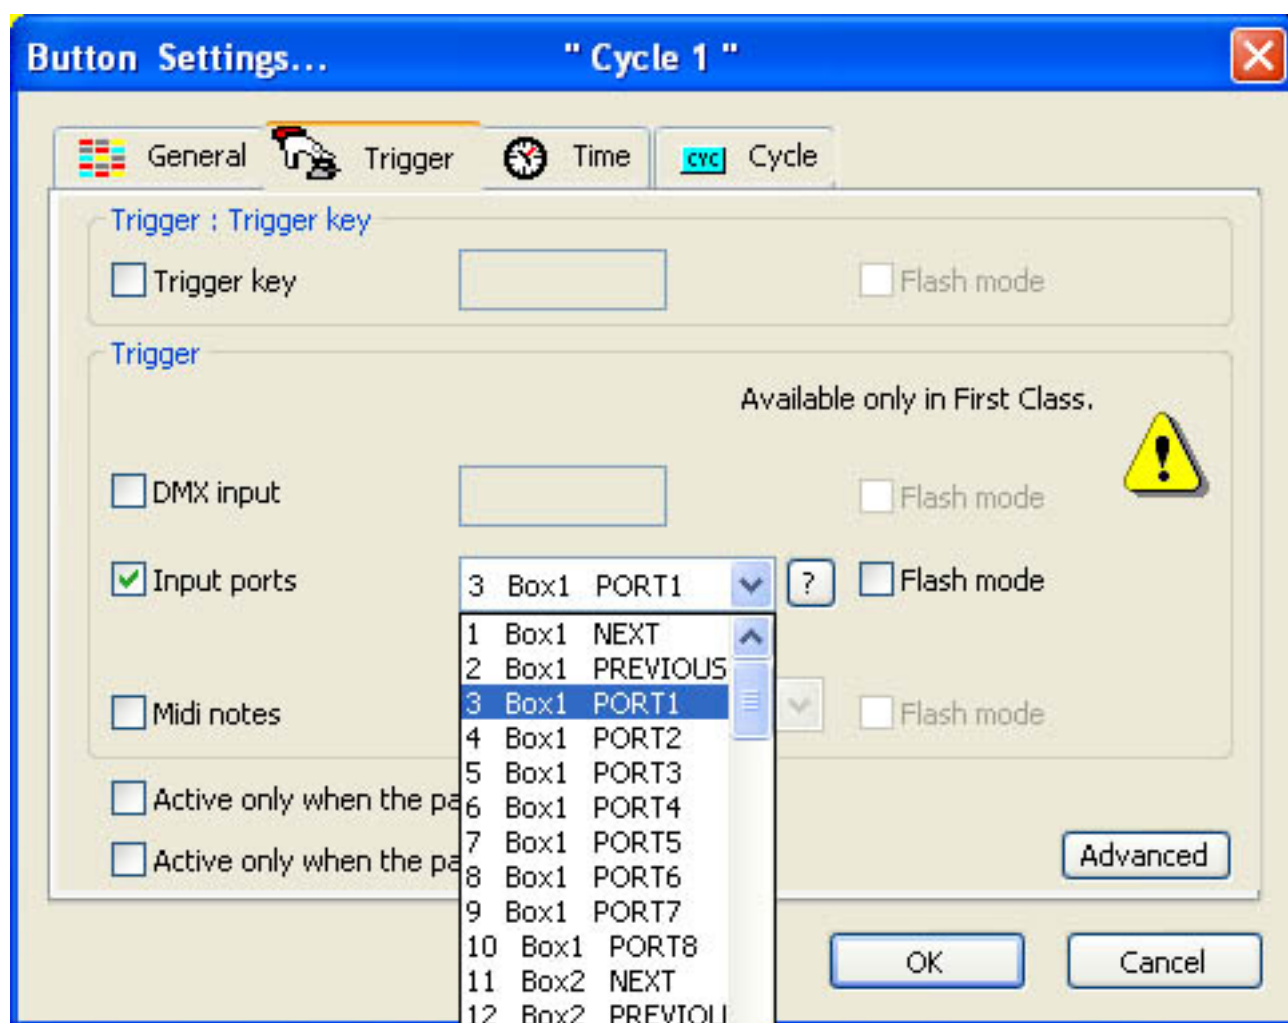 Button Settings... " Cycle 1 "
General Trigger Time CYC Cycle
Trigger : Trigger key
Trigger key Flash mode
Trigger
Available only in First Class.
DMX input Flash mode
Input ports 3 Box1 PORT1 ? Flash mode
1 Box1 NEXT
2 Box1 PREVIOUS
3 Box1 PORT1
Midi notes Flash mode
4 Box1 PORT2
5 Box1 PORT3
Active only when the pa
6 Box1 PORT4
7 Box1 PORT5
Active only when the pa
8 Box1 PORT6
Advanced
9 Box1 PORT7
10 Box1 PORT8
11 Box2 NEXT
12 Box2 PREVIOU
OK Cancel